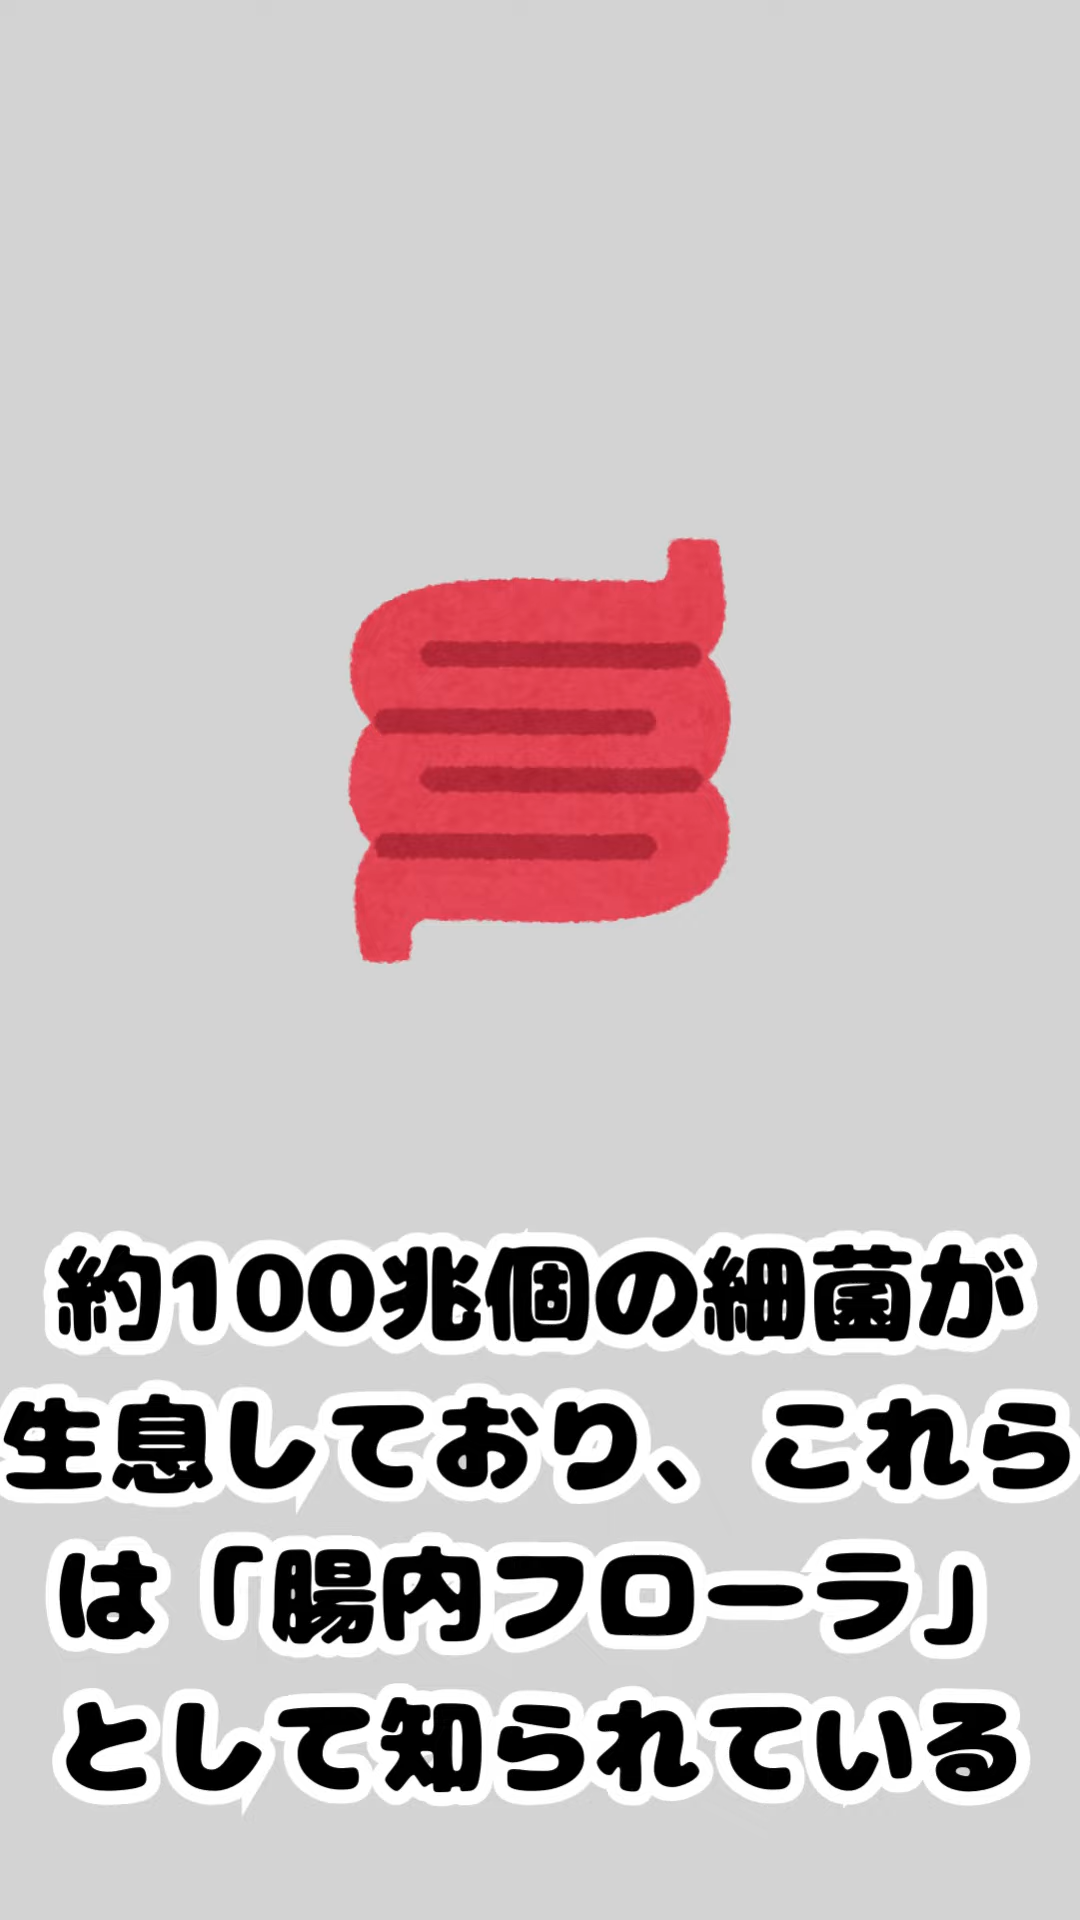 約100兆個の細菌が
生息しており、これら
は「腸内フローラ」
として知られている